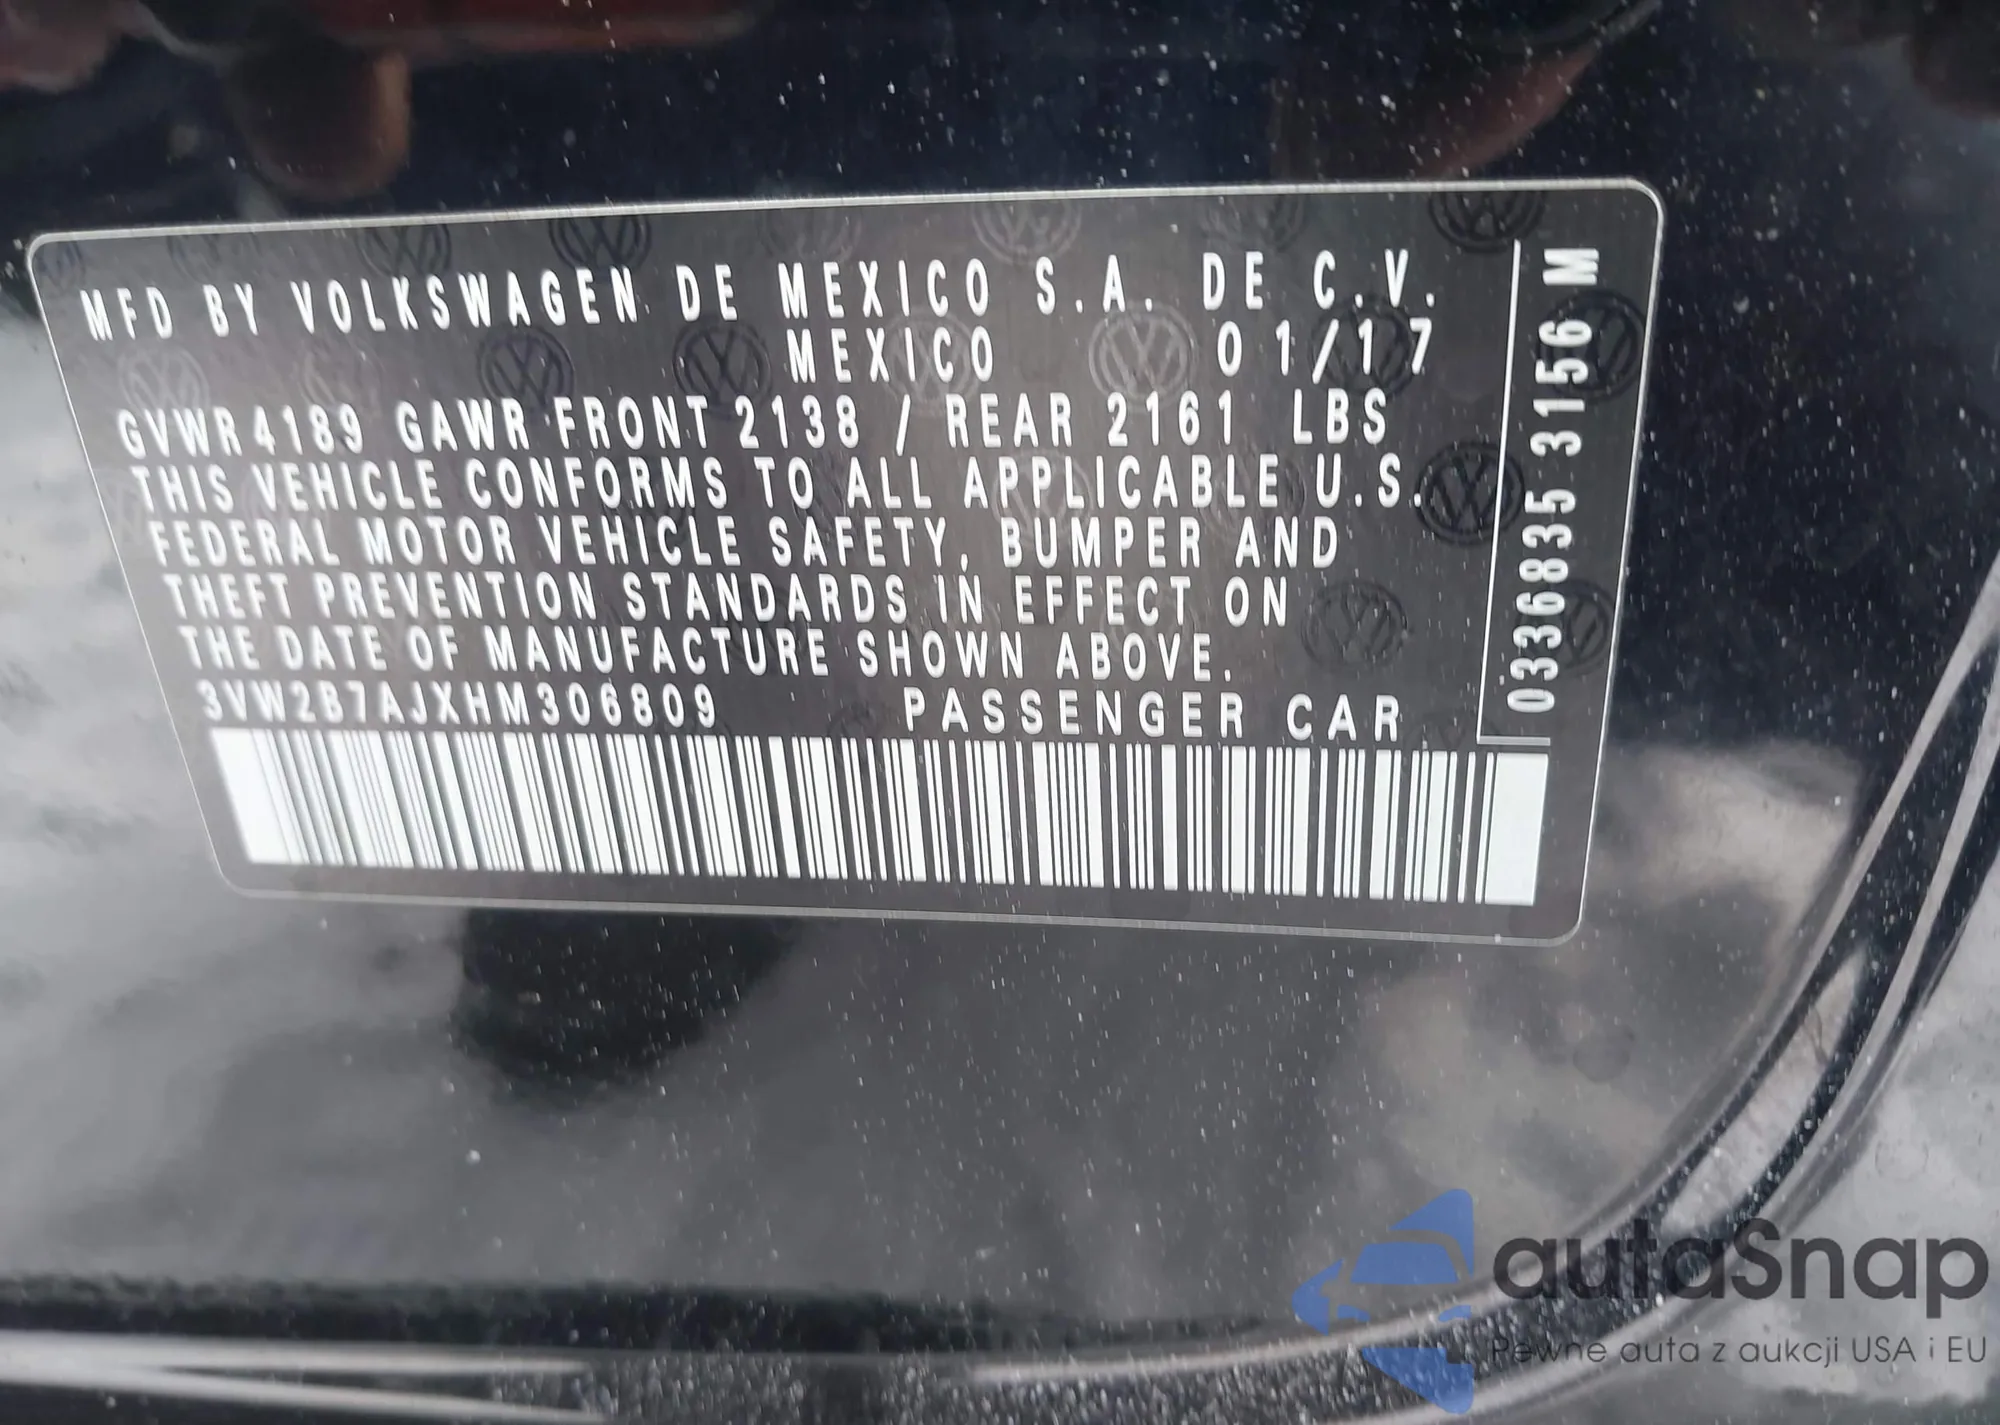 MFD BY VOLKSWAGEN DE MEXICO S.A. DE C.V.
MEXICO 01/17
GVWR4189 GAWR FRONT 2138 / REAR 2161 LBS
THIS VEHICLE CONFORMS TO ALL APPLICABLE U.S.
FEDERAL MOTOR VEHICLE SAFETY, BUMPER AND
THEFT PREVENTION STANDARDS IN EFFECT ON
THE DATE OF MANUFACTURE SHOWN ABOVE.
3VW2B7AJXHM306809 PASSENGER CAR
0336835 3156 M
autaSnap
Pewne auta z aukcji USA i EU